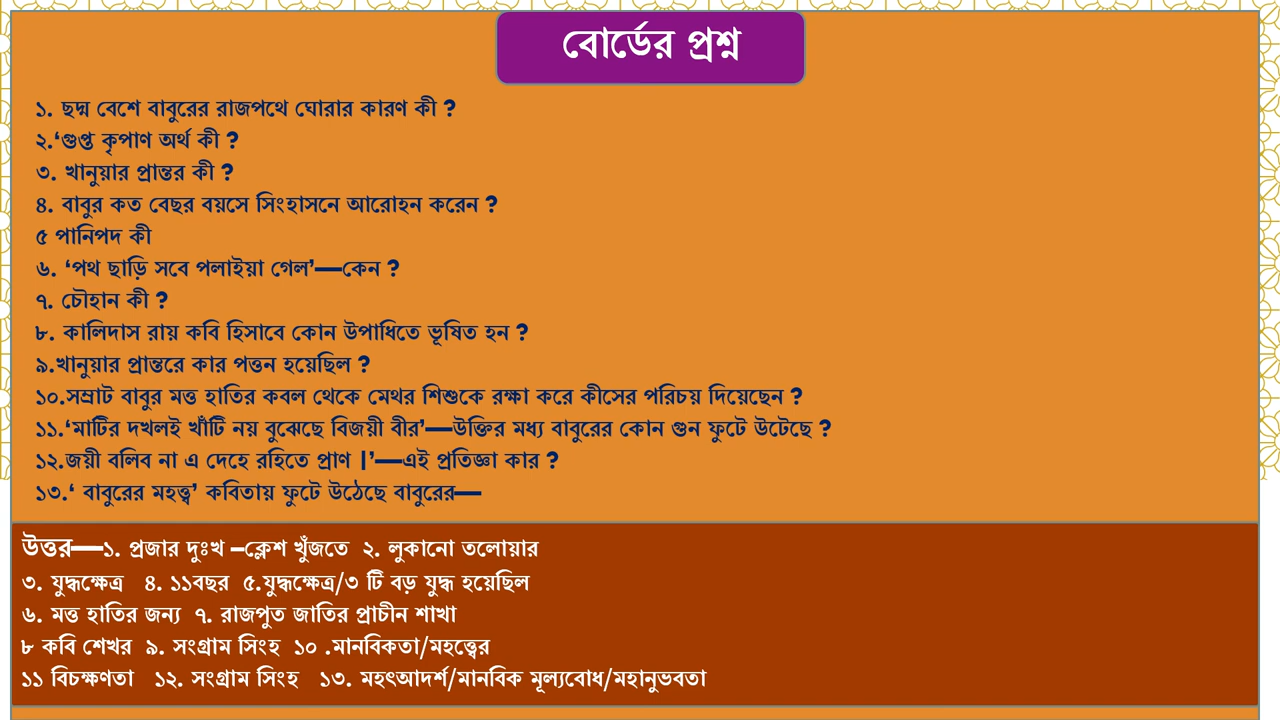 বোর্ডের প্রশ্ন
১. ছদ্ম বেশে বাবুরের রাজপথে ঘোরার কারণ কী ?
২.‘গুপ্ত কৃপাণ অর্থ কী ?
৩. খানুয়ার প্রান্তর কী ?
৪. বাবুর কত বেছর বয়সে সিংহাসনে আরোহন করেন ?
৫ পানিপদ কী
৬. ‘পথ ছাড়ি সবে পলাইয়া গেল’—কেন ?
৭. চৌহান কী ?
৮. কালিদাস রায় কবি হিসাবে কোন উপাধিতে ভূষিত হন ?
৯.খানুয়ার প্রান্তরে কার পত্তন হয়েছিল ?
১০.সম্রাট বাবুর মত্ত হাতির কবল থেকে মেথর শিশুকে রক্ষা করে কীসের পরিচয় দিয়েছেন ?
১১.‘মাটির দখলই খাঁটি নয় বুঝেছে বিজয়ী বীর’—উক্তির মধ্য বাবুরের কোন গুন ফুটে উটেছে ?
১২.জয়ী বলিব না এ দেহে রহিতে প্রাণ |’—এই প্রতিজ্ঞা কার ?
১৩.‘ বাবুরের মহত্ত্ব’ কবিতায় ফুটে উঠেছে বাবুরের—
উত্তর—১. প্রজার দুঃখ –ক্লেশ খুঁজতে ২. লুকানো তলোয়ার
৩. যুদ্ধক্ষেত্র ৪. ১১বছর ৫.যুদ্ধক্ষেত্র/৩ টি বড় যুদ্ধ হয়েছিল
৬. মত্ত হাতির জন্য ৭. রাজপুত জাতির প্রাচীন শাখা
৮ কবি শেখর ৯. সংগ্রাম সিংহ ১০ .মানবিকতা/মহত্ত্বের
১১ বিচক্ষণতা ১২. সংগ্রাম সিংহ ১৩. মহৎআদর্শ/মানবিক মূল্যবোধ/মহানুভবতা